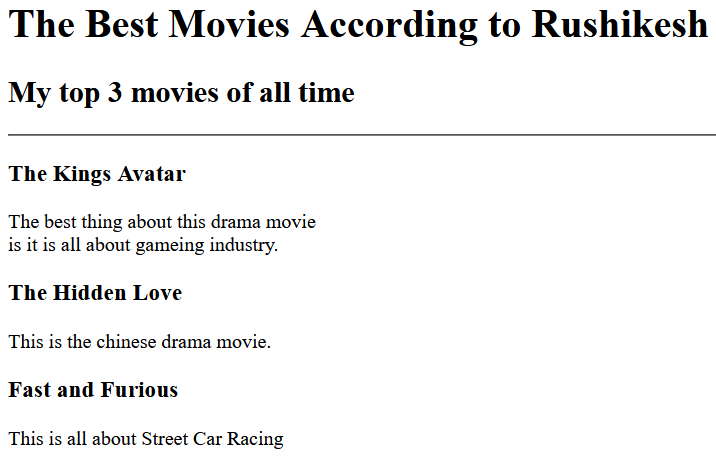 The Best Movies According to Rushikesh
My top 3 movies of all time
The Kings Avatar
The best thing about this drama movie
is it is all about gameing industry.
The Hidden Love
This is the chinese drama movie.
Fast and Furious
This is all about Street Car Racing